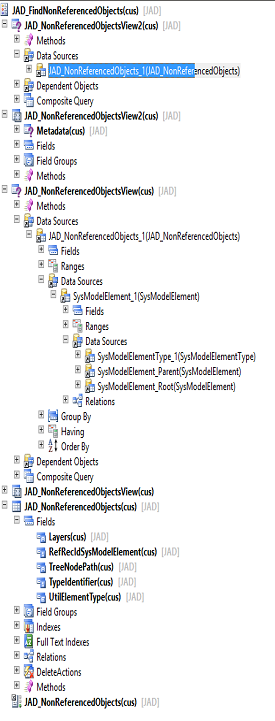 JAD_FindNonReferencedObjects(cus) [JAD]
JAD_NonReferencedObjectsView2(cus) [JAD]
Methods
Data Sources
JAD_NonReferencedObjects_1(JAD_NonReferencedObjects)
Dependent Objects
Composite Query
JAD_NonReferencedObjectsView2(cus) [JAD]
Metadata(cus) [JAD]
Fields
Field Groups
Methods
JAD_NonReferencedObjectsView(cus) [JAD]
Methods
Data Sources
JAD_NonReferencedObjects_1(JAD_NonReferencedObjects)
Fields
Ranges
Data Sources
SysModelElement_1(SysModelElement)
Fields
Ranges
Data Sources
SysModelElementType_1(SysModelElementType)
SysModelElement_Parent(SysModelElement)
SysModelElement_Root(SysModelElement)
Relations
Group By
Having
Order By
Dependent Objects
Composite Query
JAD_NonReferencedObjectsView(cus) [JAD]
JAD_NonReferencedObjects(cus) [JAD]
Fields
Layers(cus) [JAD]
RefRecIdSysModelElement(cus) [JAD]
TreeNodePath(cus) [JAD]
TypeIdentifier(cus) [JAD]
UtilElementType(cus) [JAD]
Field Groups
Indexes
Full Text Indexes
Relations
DeleteActions
Methods
JAD_NonReferencedObjects(cus) [JAD]